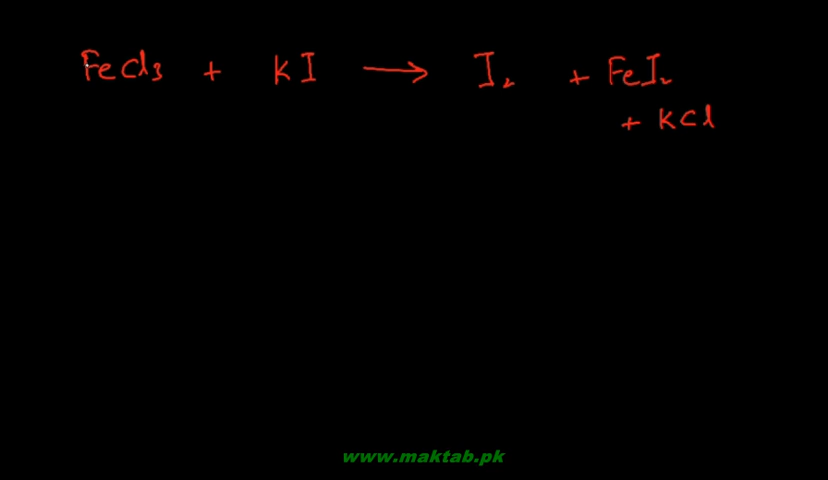 FeCl₃ + KI → I₂ + FeI₂
+ KCl
www.maktab.pk